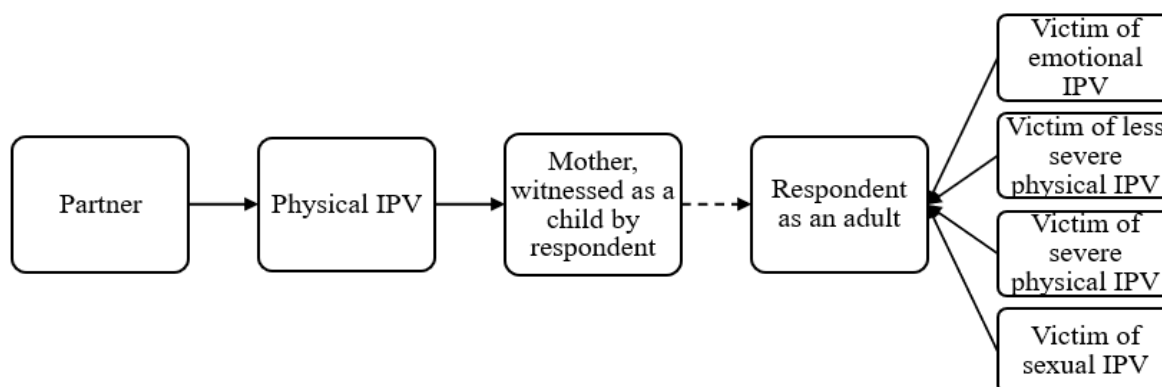 Partner
Physical IPV
Mother,
witnessed as a
child by
respondent
Respondent
as an adult
Victim of
emotional
IPV
Victim of less
severe
physical IPV
Victim of
severe
physical IPV
Victim of
sexual IPV